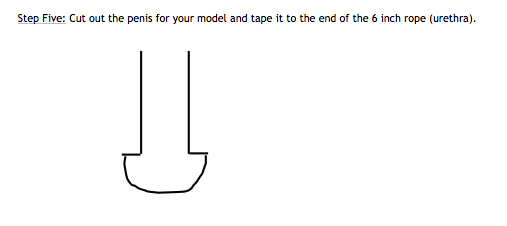 Step Five: Cut out the penis for your model and tape it to the end of the 6 inch rope (urethra).